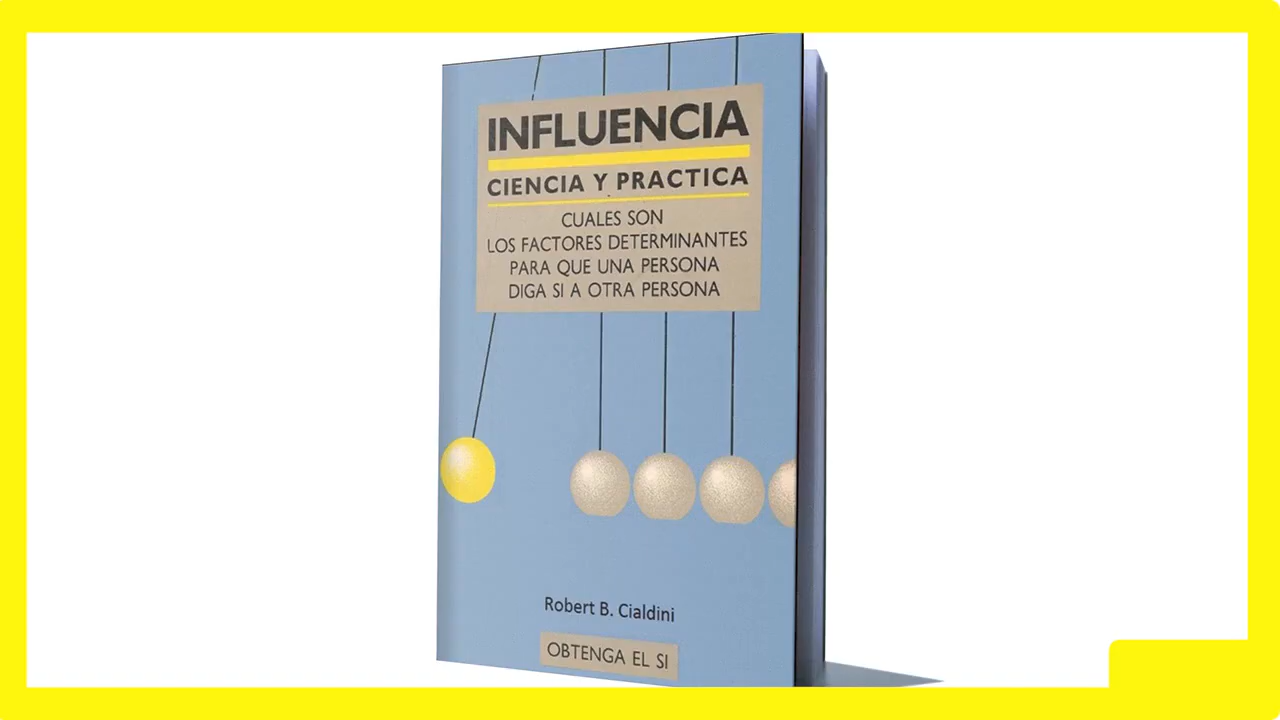 INFLUENCIA
CIENCIA Y PRACTICA
CUALES SON
LOS FACTORES DETERMINANTES
PARA QUE UNA PERSONA
DIGA SI A OTRA PERSONA
Robert B. Cialdini
OBTENGA EL SI